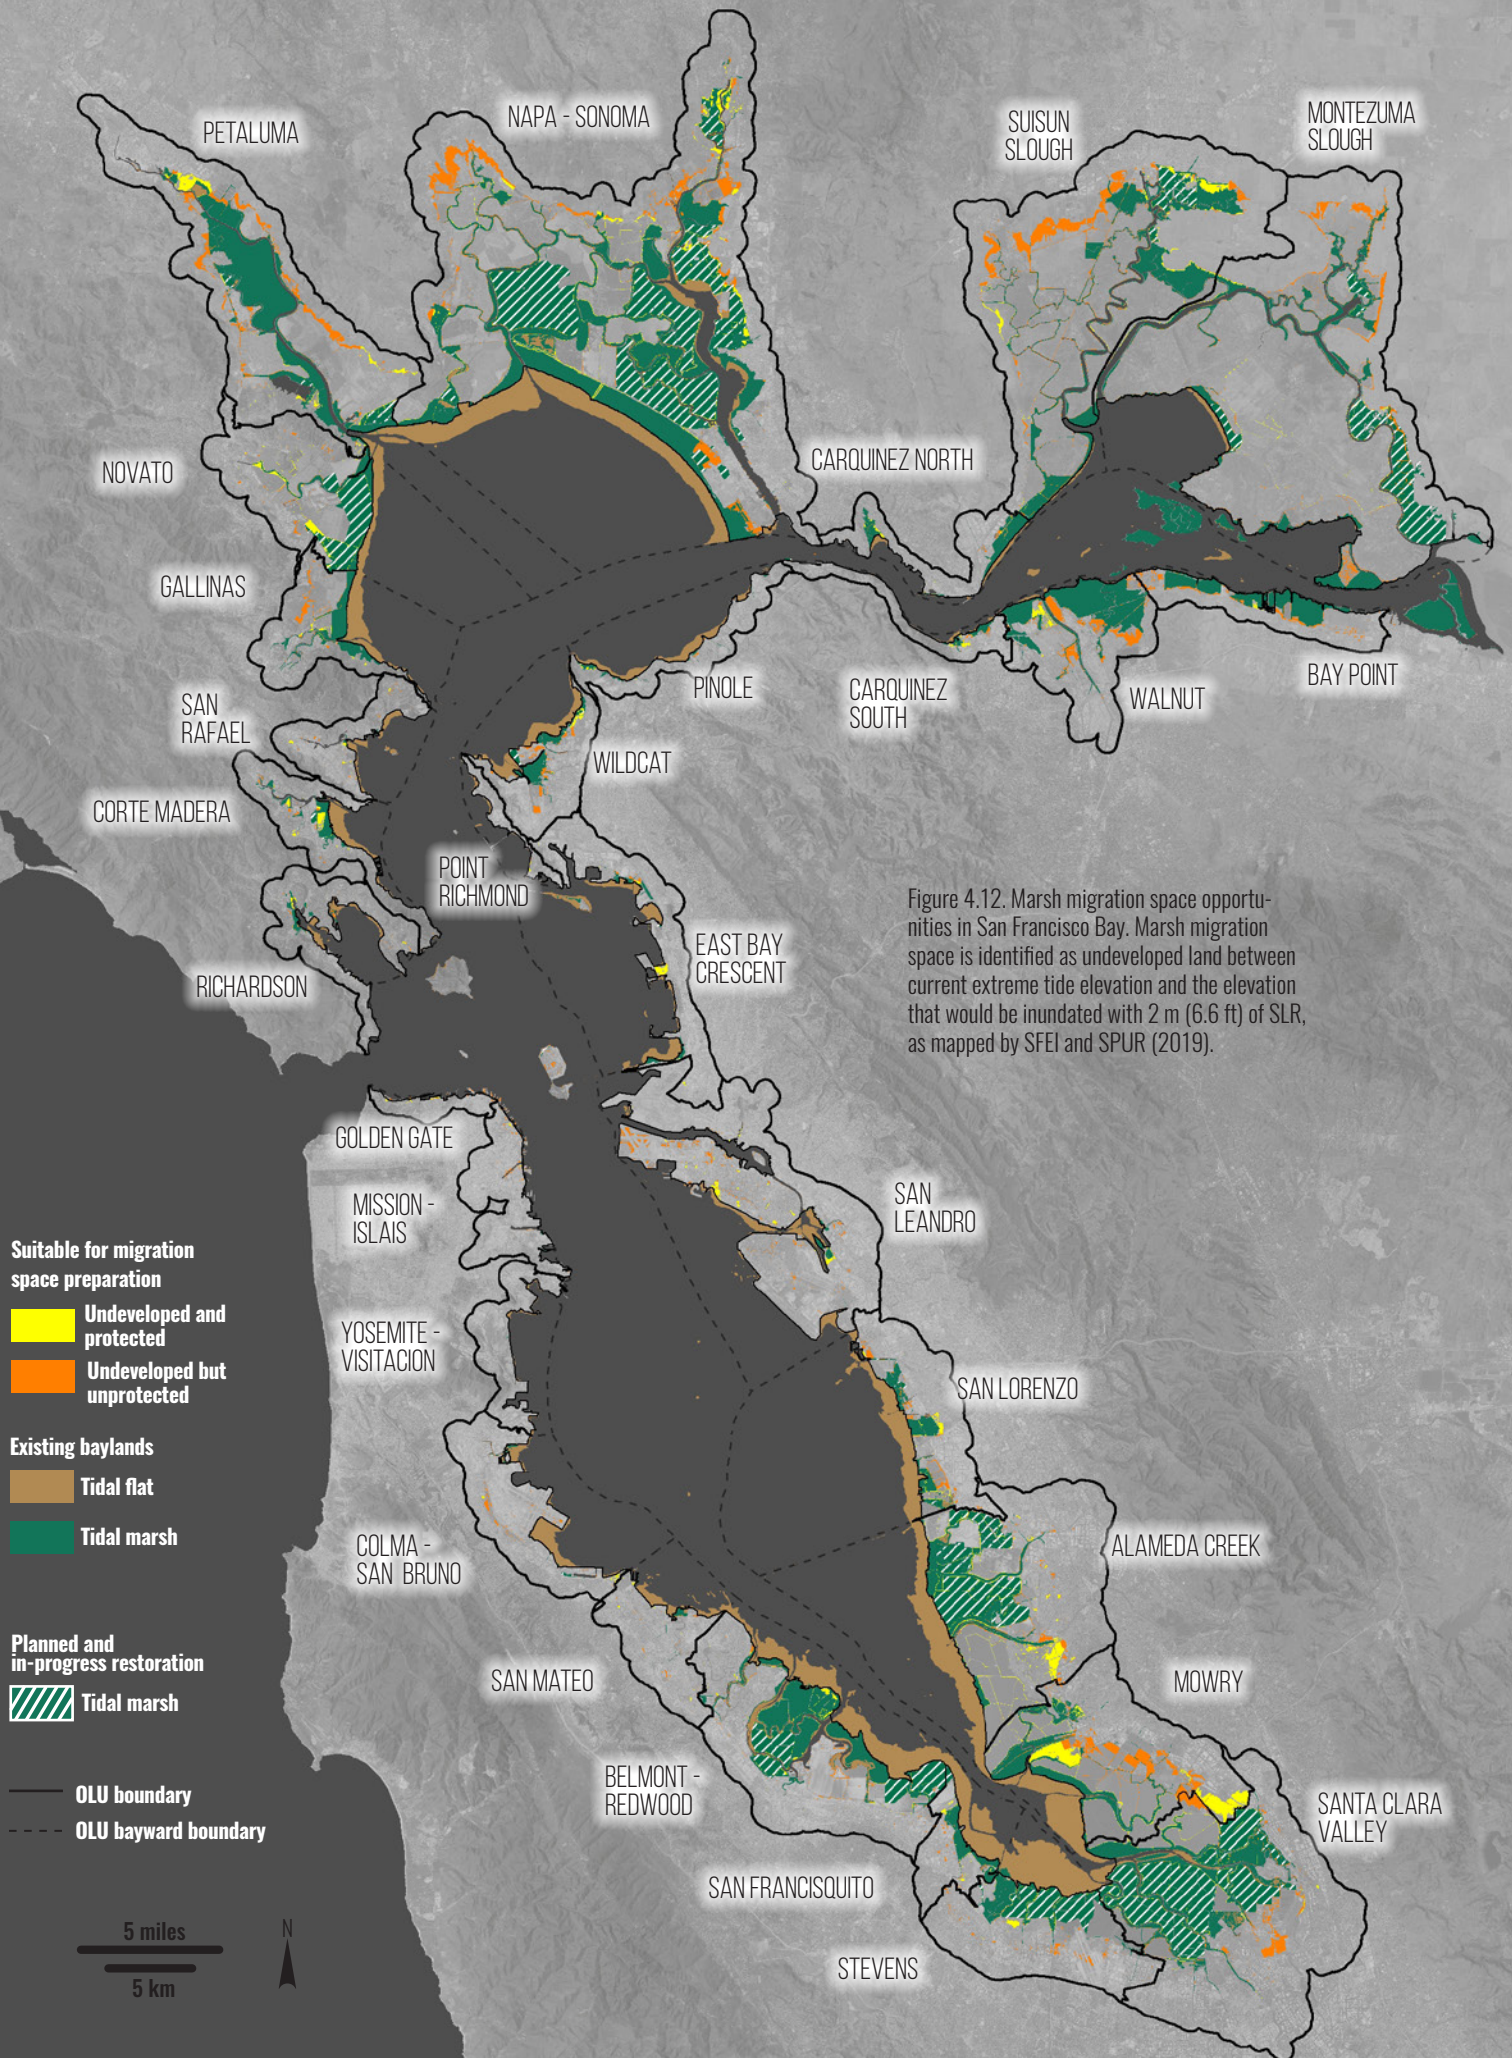 PETALUMA
NAPA - SONOMA
SUISUN
SLOUGH
MONTEZUMA
SLOUGH
NOVATO
CARQUINEZ NORTH
GALLINAS
SAN
RAFAEL
PINOLE
CARQUINEZ
SOUTH
WALNUT
BAY POINT
WILDCAT
CORTE MADERA
POINT
RICHMOND
RICHARDSON
EAST BAY
CRESCENT
Figure 4.12. Marsh migration space opportu-
nities in San Francisco Bay. Marsh migration
space is identified as undeveloped land between
current extreme tide elevation and the elevation
that would be inundated with 2 m (6.6 ft) of SLR,
as mapped by SFEI and SPUR (2019).
GOLDEN GATE
MISSION -
ISLAIS
SAN
LEANDRO
YOSEMITE -
VISITACION
SAN LORENZO
COLMA -
SAN BRUNO
ALAMEDA CREEK
SAN MATEO
MOWRY
BELMONT -
REDWOOD
SANTA CLARA
VALLEY
SAN FRANCISQUITO
STEVENS
Suitable for migration
space preparation
Undeveloped and
protected
Undeveloped but
unprotected
Existing baylands
Tidal flat
Tidal marsh
Planned and
in-progress restoration
Tidal marsh
OLU boundary
OLU bayward boundary
5 miles
5 km
N